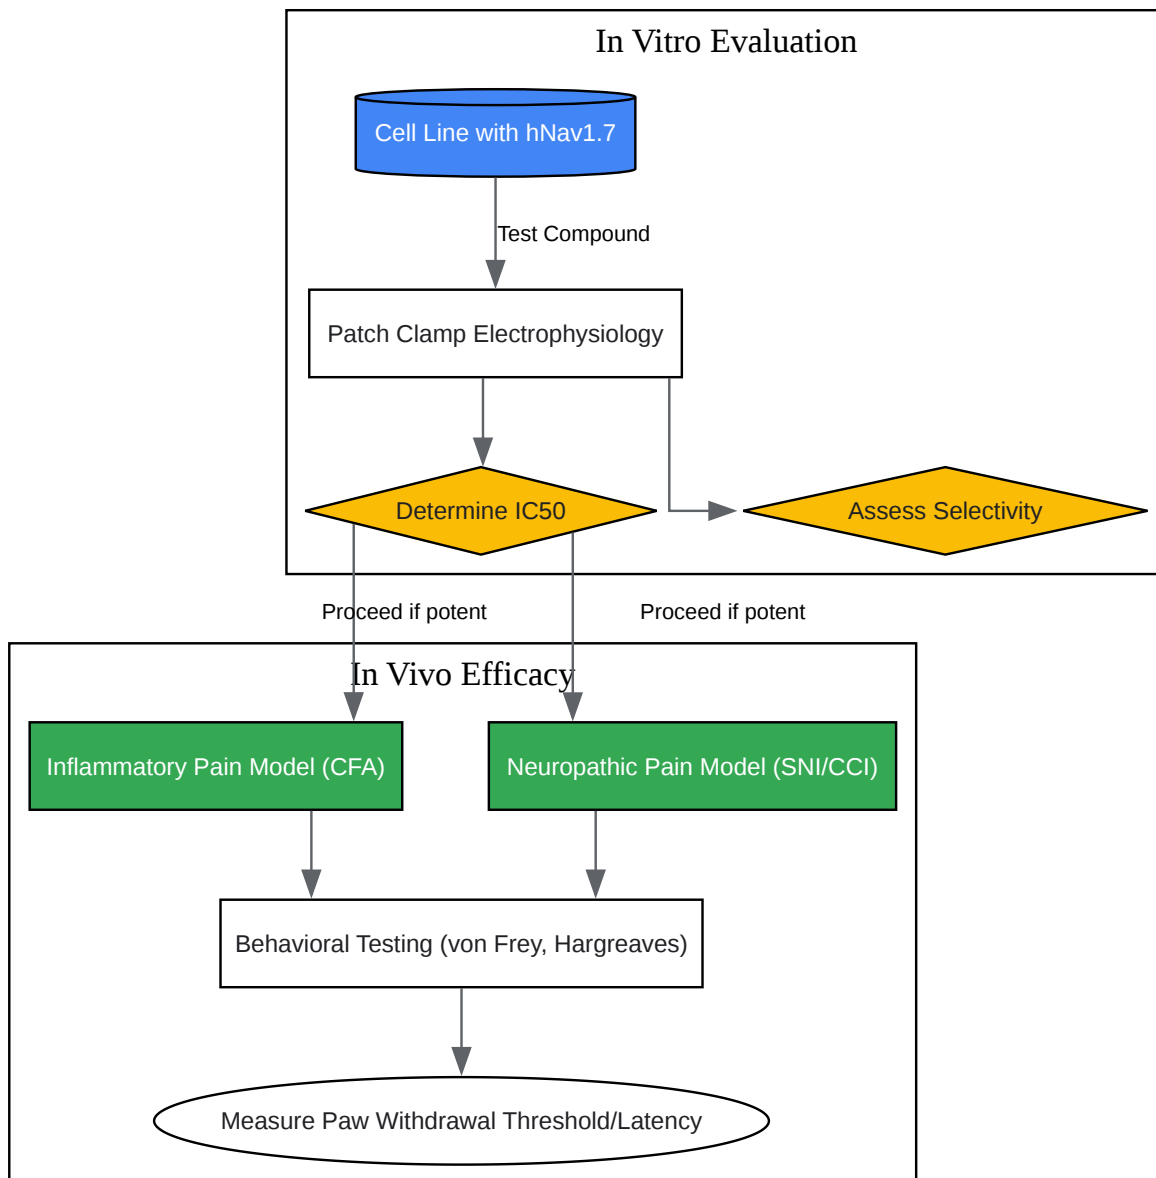 In Vitro Evaluation
Cell Line with hNav1.7
Test Compound
Patch Clamp Electrophysiology
Determine IC50
Assess Selectivity
Proceed if potent
Proceed if potent
In Vivo Efficacy
Inflammatory Pain Model (CFA)
Neuropathic Pain Model (SNI/CCI)
Behavioral Testing (von Frey, Hargreaves)
Measure Paw Withdrawal Threshold/Latency